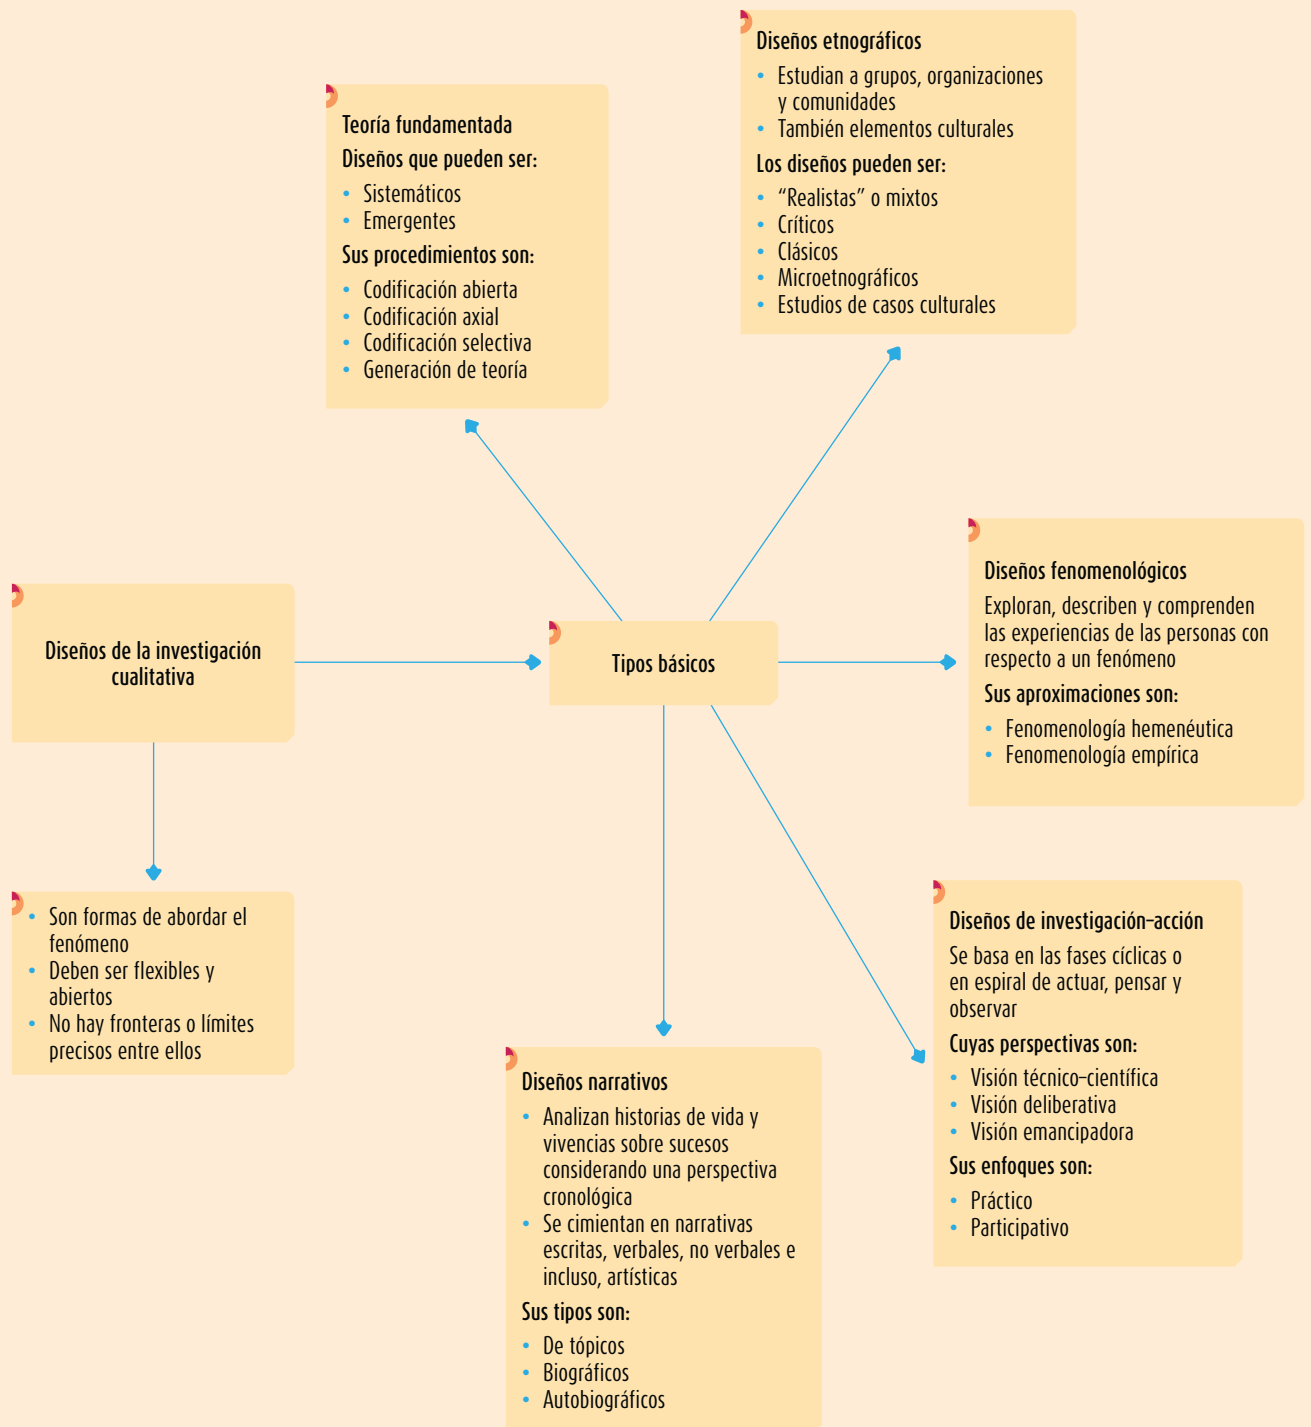 Diseños etnográficos
• Estudian a grupos, organizaciones
y comunidades
• También elementos culturales
Los diseños pueden ser:
• “Realistas” o mixtos
• Críticos
• Clásicos
• Microetnográficos
• Estudios de casos culturales
Teoría fundamentada
Diseños que pueden ser:
• Sistemáticos
• Emergentes
Sus procedimientos son:
• Codificación abierta
• Codificación axial
• Codificación selectiva
• Generación de teoría
Diseños de la investigación
cualitativa
Tipos básicos
Diseños fenomenológicos
Exploran, describen y comprenden
las experiencias de las personas con
respecto a un fenómeno
Sus aproximaciones son:
• Fenomenología hemenéutica
• Fenomenología empírica
• Son formas de abordar el
fenómeno
• Deben ser flexibles y
abiertos
• No hay fronteras o límites
precisos entre ellos
Diseños de investigación-acción
Se basa en las fases cíclicas o
en espiral de actuar, pensar y
observar
Cuyas perspectivas son:
• Visión técnico-científica
• Visión deliberativa
• Visión emancipadora
Sus enfoques son:
• Práctico
• Participativo
Diseños narrativos
• Analizan historias de vida y
vivencias sobre sucesos
considerando una perspectiva
cronológica
• Se cimientan en narrativas
escritas, verbales, no verbales e
incluso, artísticas
Sus tipos son:
• De tópicos
• Biográficos
• Autobiográficos